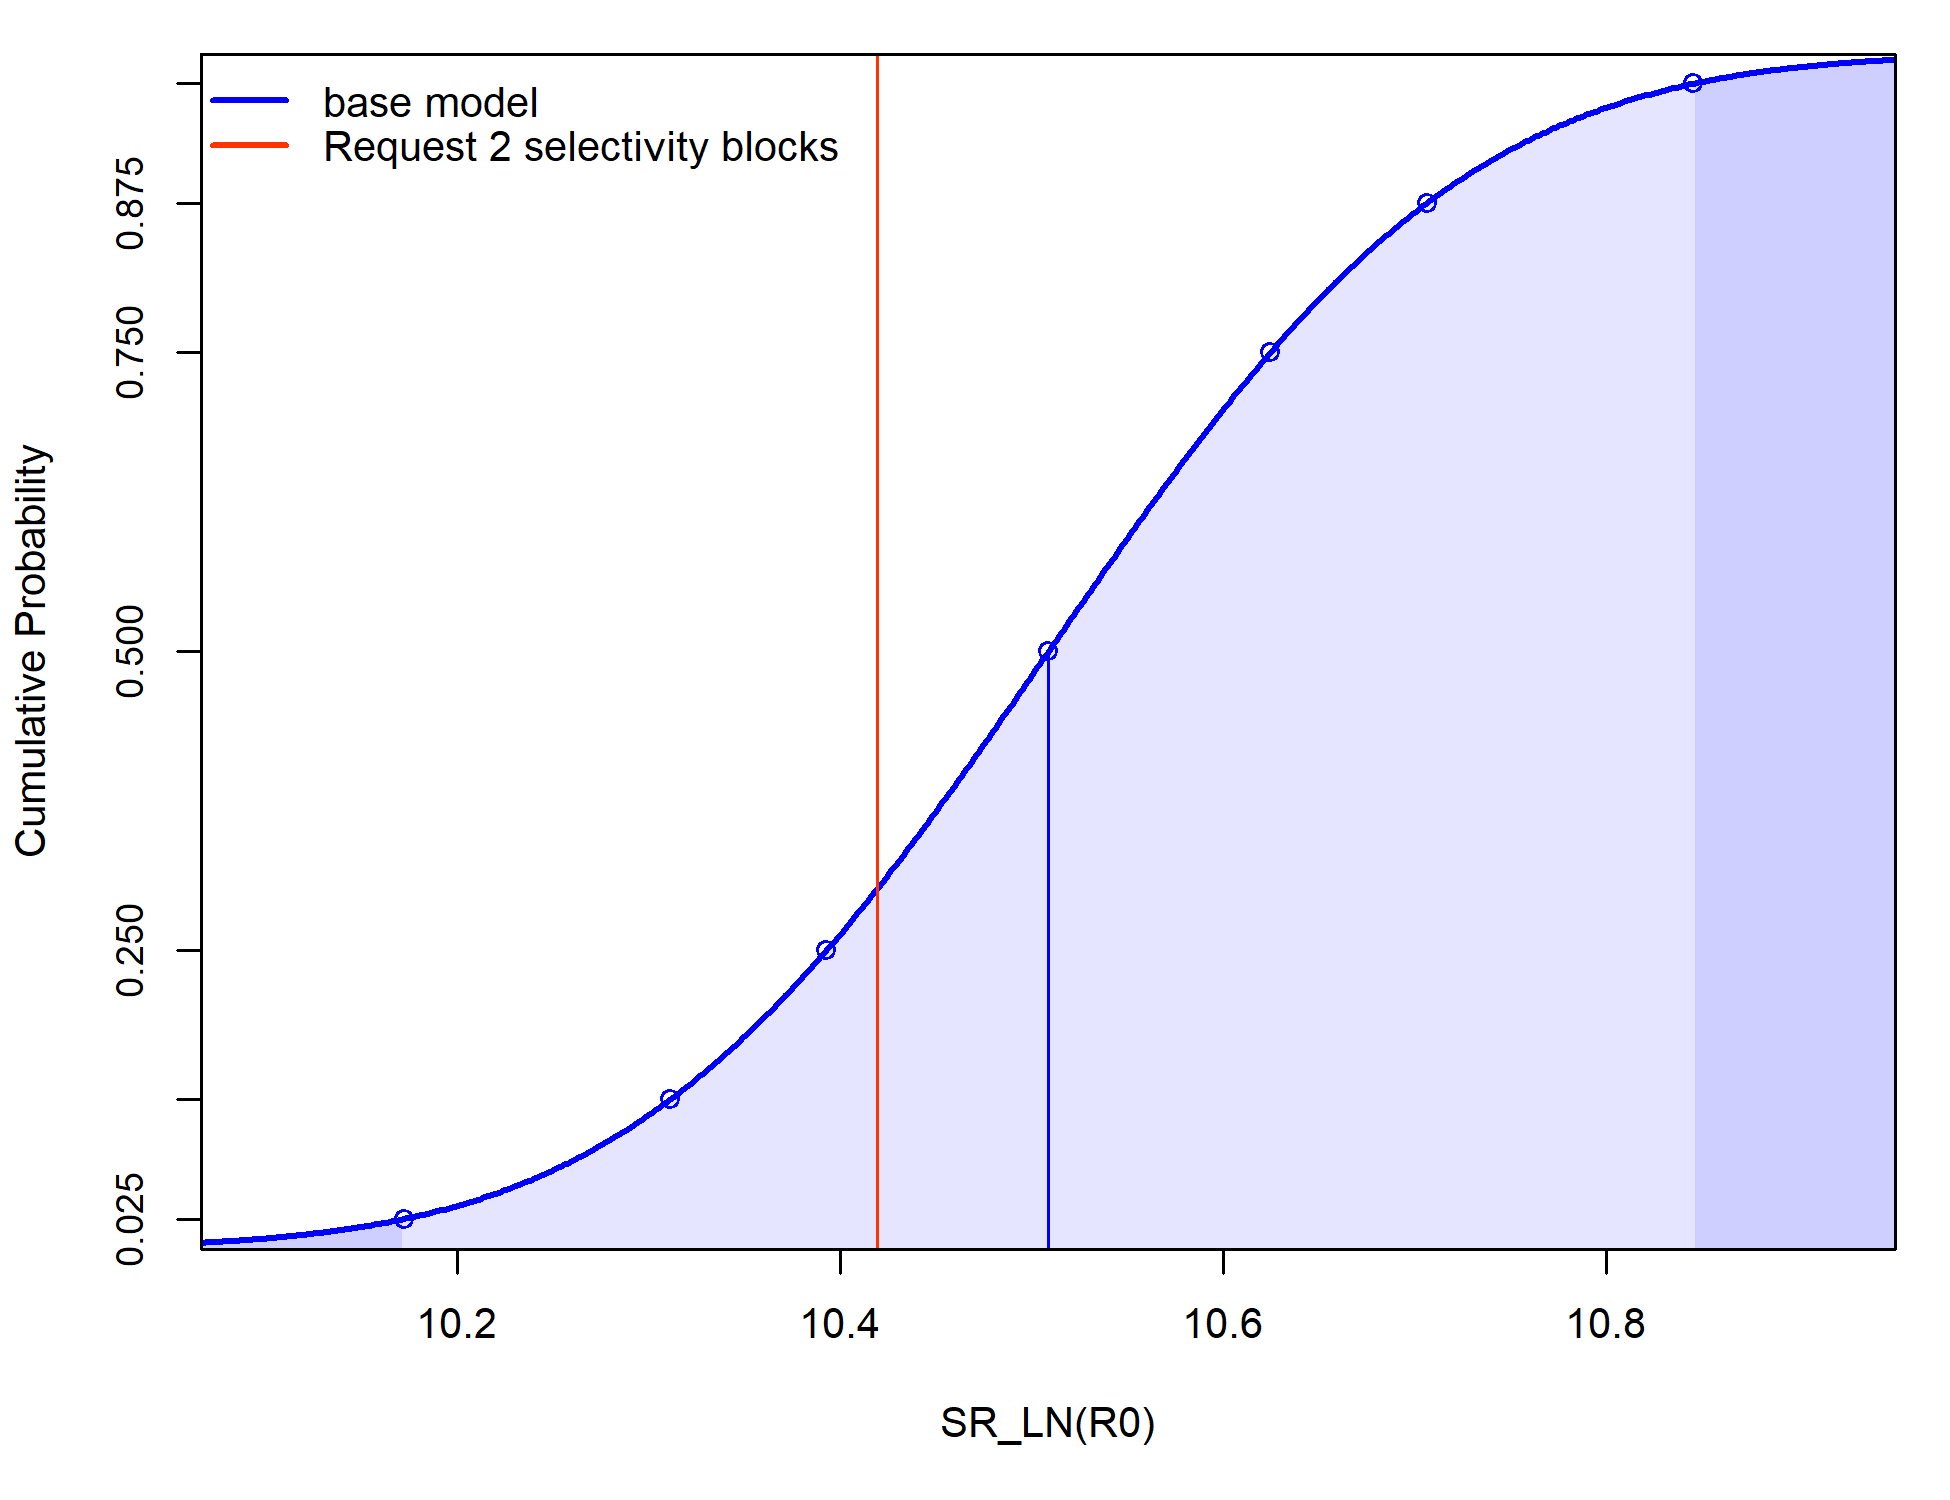 base model
Request 2 selectivity blocks
Cumulative Probability
0.875
0.750
0.500
0.250
0.025
10.2 10.4 10.6 10.8
SR_LN(R0)